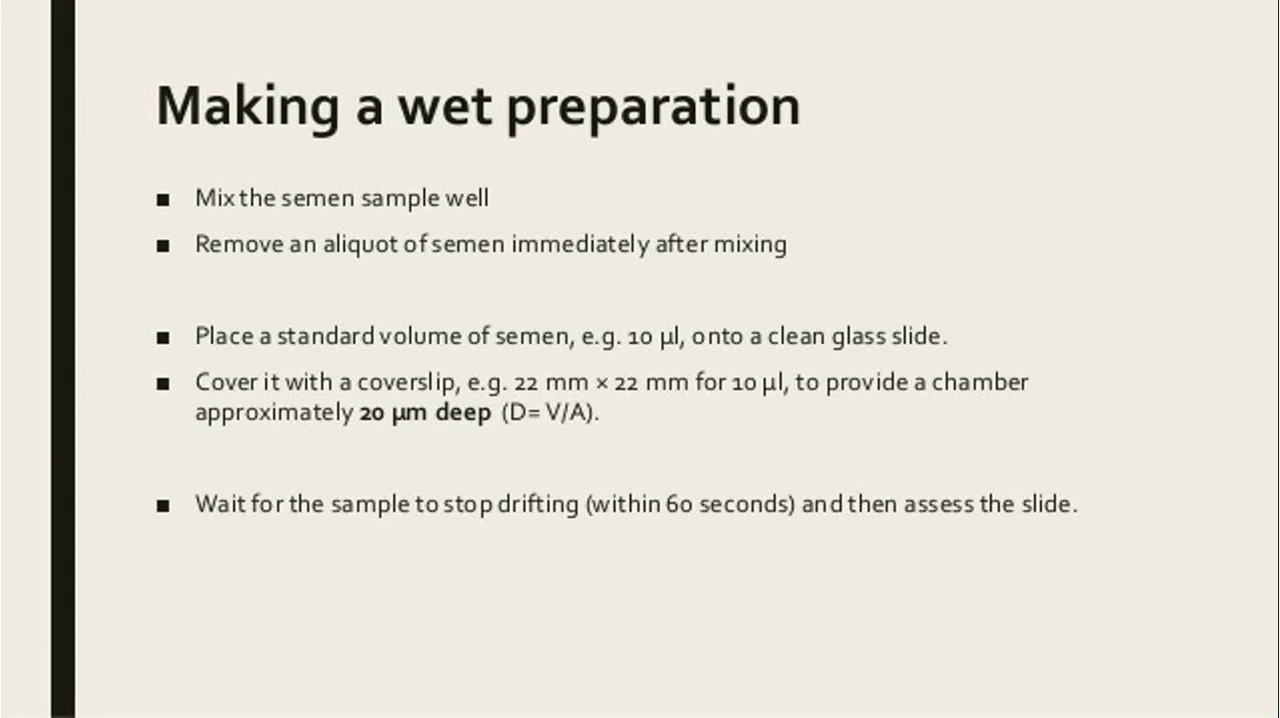 Making a wet preparation
■ Mix the semen sample well
■ Remove an aliquot of semen immediately after mixing
■ Place a standard volume of semen, e.g. 10 µl, onto a clean glass slide.
■ Cover it with a coverslip, e.g. 22 mm × 22 mm for 10 µl, to provide a chamber
approximately 20 µm deep (D= V/A).
■ Wait for the sample to stop drifting (within 60 seconds) and then assess the slide.